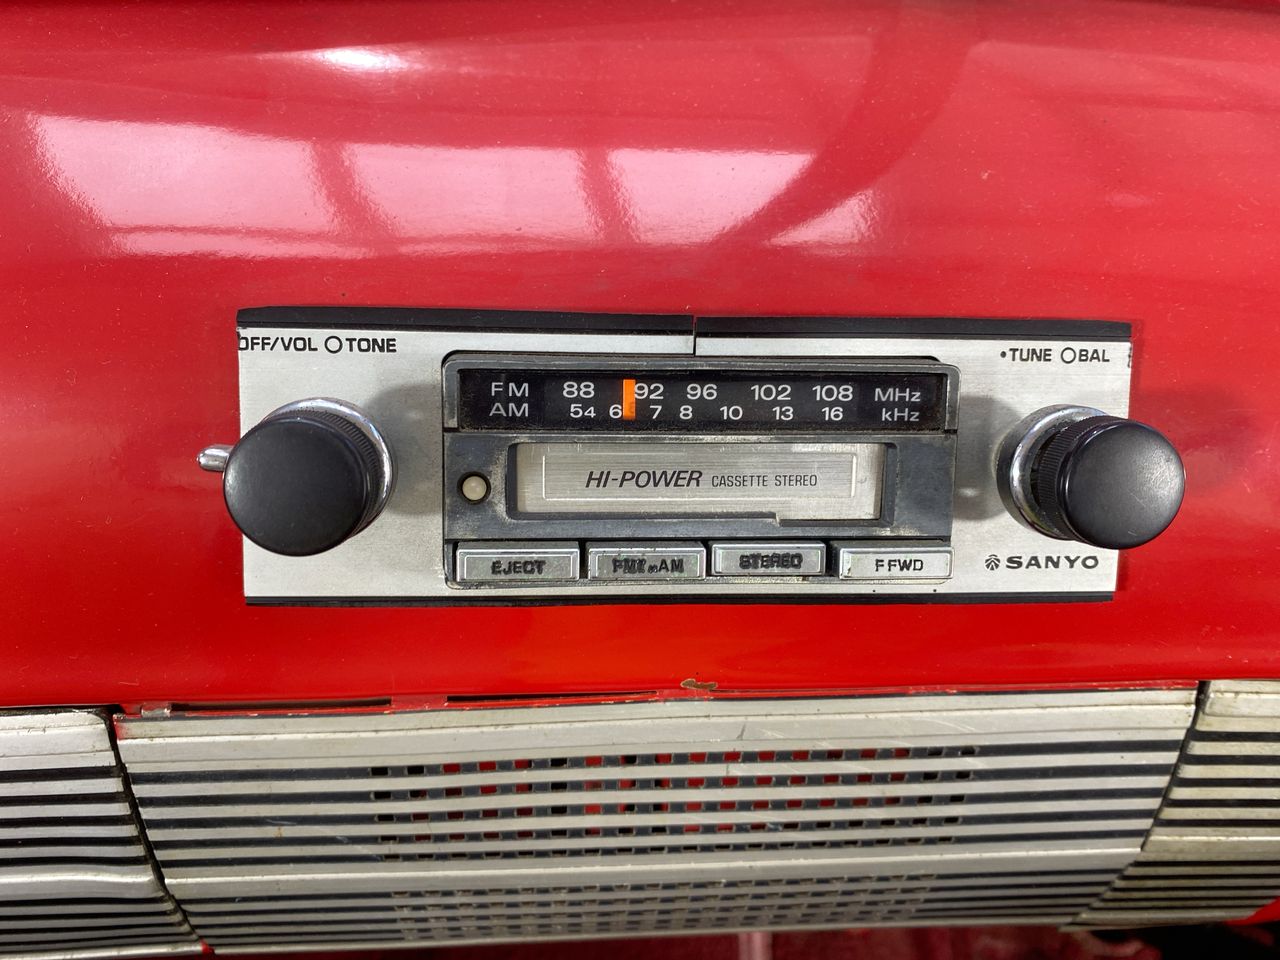 OFF/VOL TONE
•TUNE BAL
FM 88 92 96 102 108 MHz
AM 54 6 7 8 10 13 16 kHz
HI-POWER CASSETTE STEREO
EJECT
STEREO
FFWD
SANYO